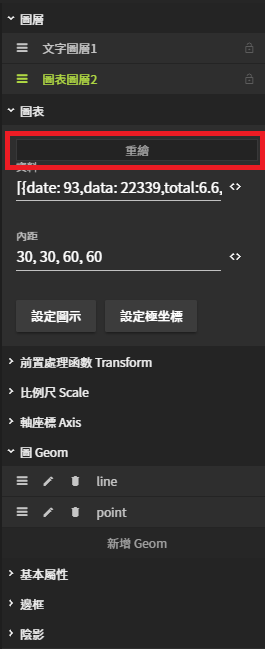 圖層
文字圖層1
圖表圖層2
圖表
重繪
資料
[{date: 93,data: 22339,total:6.6,
內距
30, 30, 60, 60
設定圖示 設定極坐標
前置處理函數 Transform
比例尺 Scale
軸座標 Axis
圖 Geom
line
point
新增 Geom
基本屬性
邊框
陰影